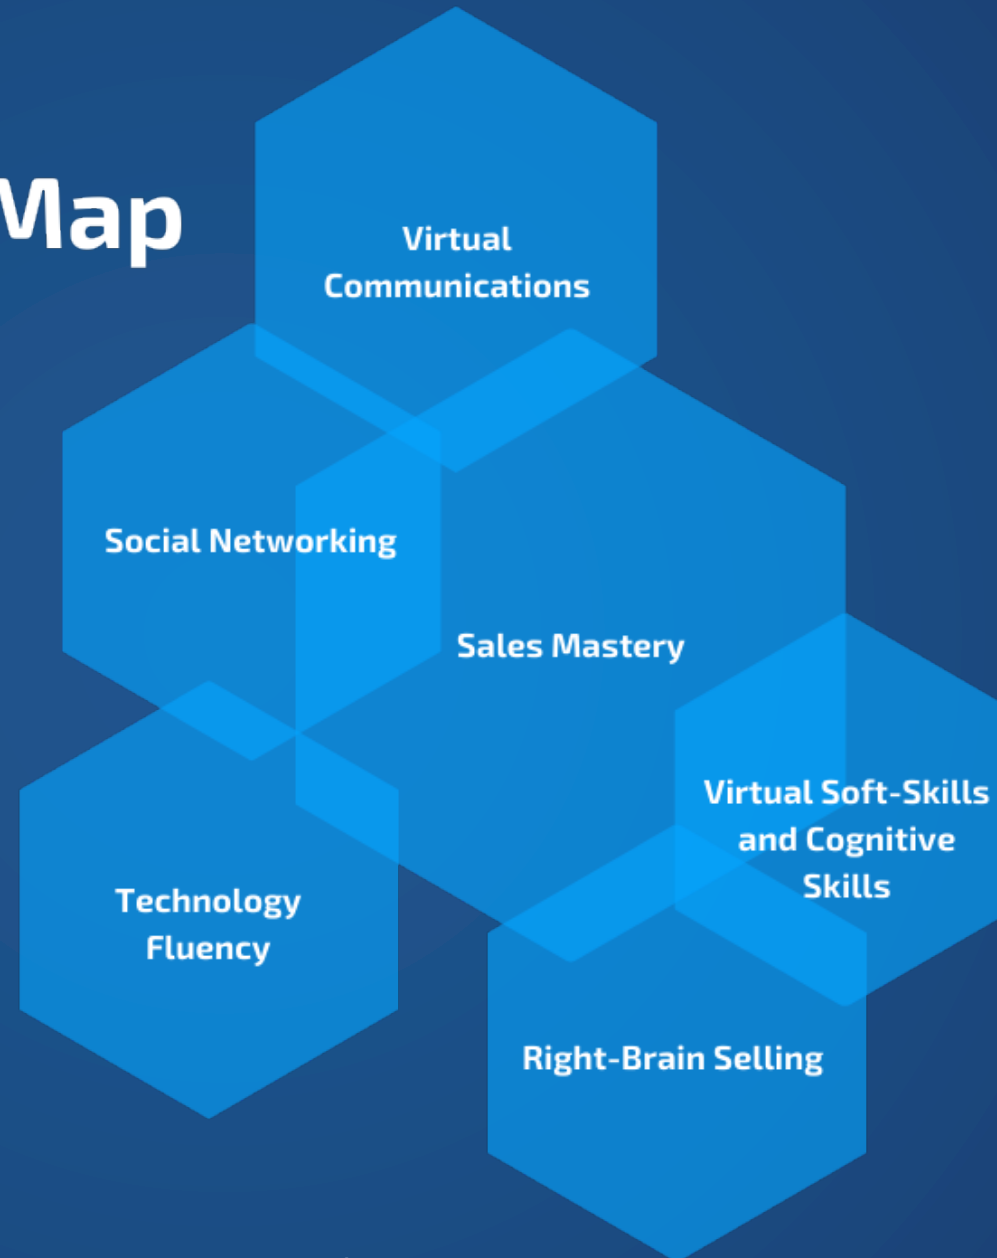 Map
Virtual
Communications
Social Networking
Sales Mastery
Virtual Soft-Skills
and Cognitive
Skills
Technology
Fluency
Right-Brain Selling